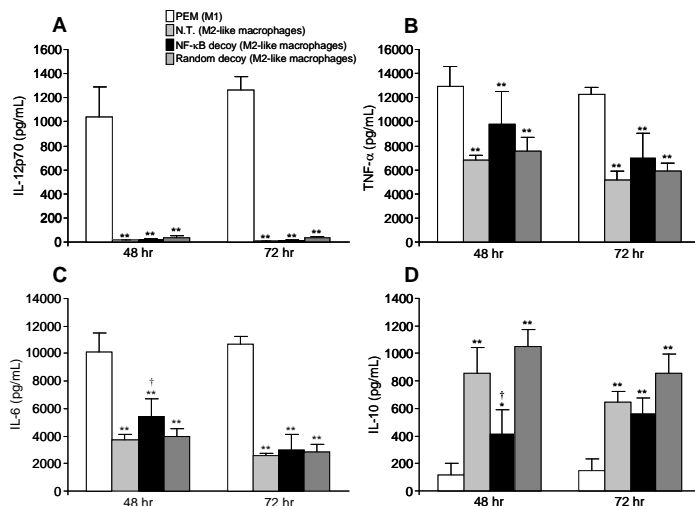 PEM (M1)
N.T. (M2-like macrophages)
NF-κB decoy (M2-like macrophages)
Random decoy (M2-like macrophages)
A
1600
1400
1200
1000
800
600
400
200
0
IL-12p70 (pg/mL)
** ** **
** ** **
48 hr 72 hr
B
16000
14000
12000
10000
8000
6000
4000
2000
0
TNF-α (pg/mL)
** ** **
** ** **
48 hr 72 hr
C
14000
12000
10000
8000
6000
4000
2000
0
IL-6 (pg/mL)
†
** ** **
** ** **
48 hr 72 hr
D
1400
1200
1000
800
600
400
200
0
IL-10 (pg/mL)
†
** * **
** ** **
48 hr 72 hr